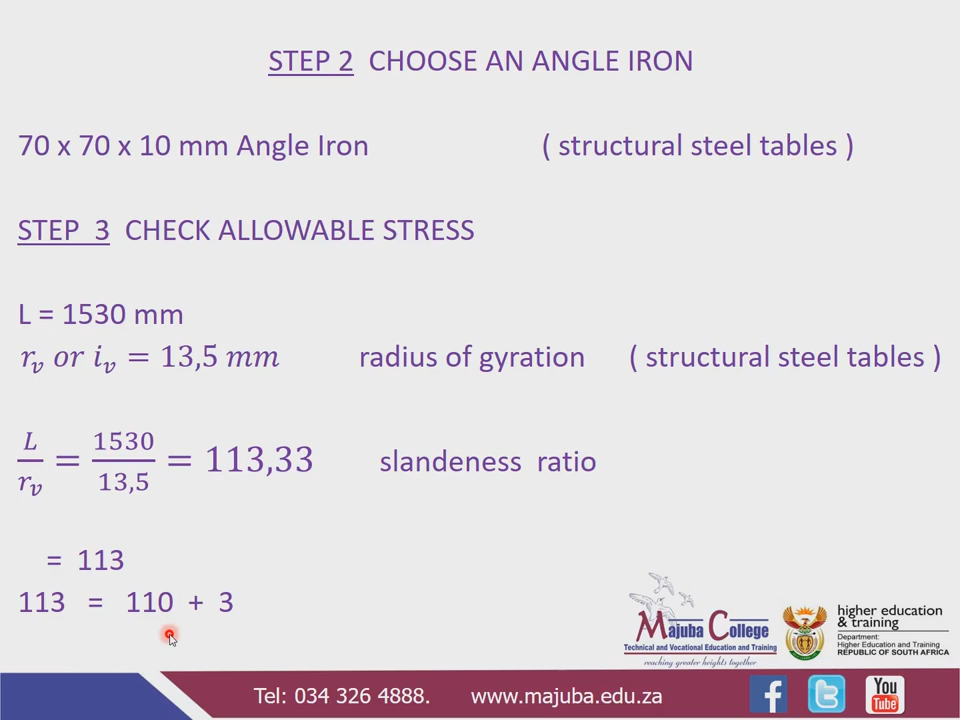 STEP 2 CHOOSE AN ANGLE IRON
70 x 70 x 10 mm Angle Iron ( structural steel tables )
STEP 3 CHECK ALLOWABLE STRESS
L = 1530 mm
r_v or i_v = 13,5 mm radius of gyration ( structural steel tables )
L/r_v = 1530/13,5 = 113,33 slandeness ratio
= 113
113 = 110 + 3
Majuba College
Technical and Vocational Education and Training
reaching greater heights together
higher education
& training
Department:
Higher Education and Training
REPUBLIC OF SOUTH AFRICA
Tel: 034 326 4888. www.majuba.edu.za
You
Tube